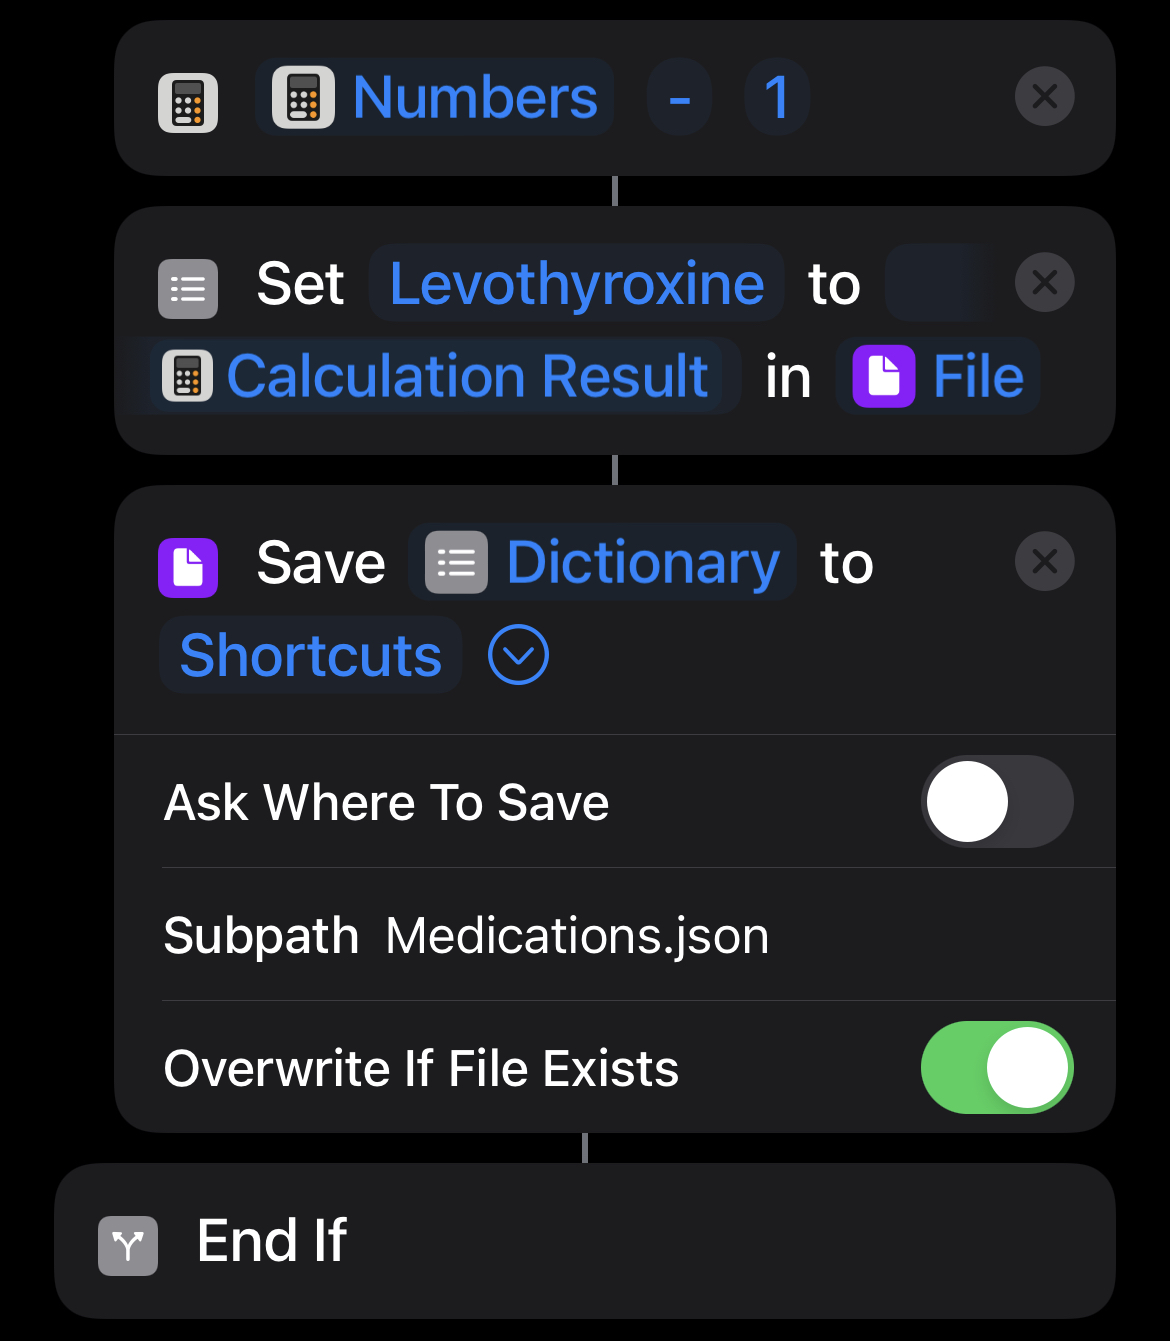 Numbers - 1
Set Levothyroxine to
Calculation Result in File
Save Dictionary to
Shortcuts
Ask Where To Save
Subpath Medications.json
Overwrite If File Exists
End If